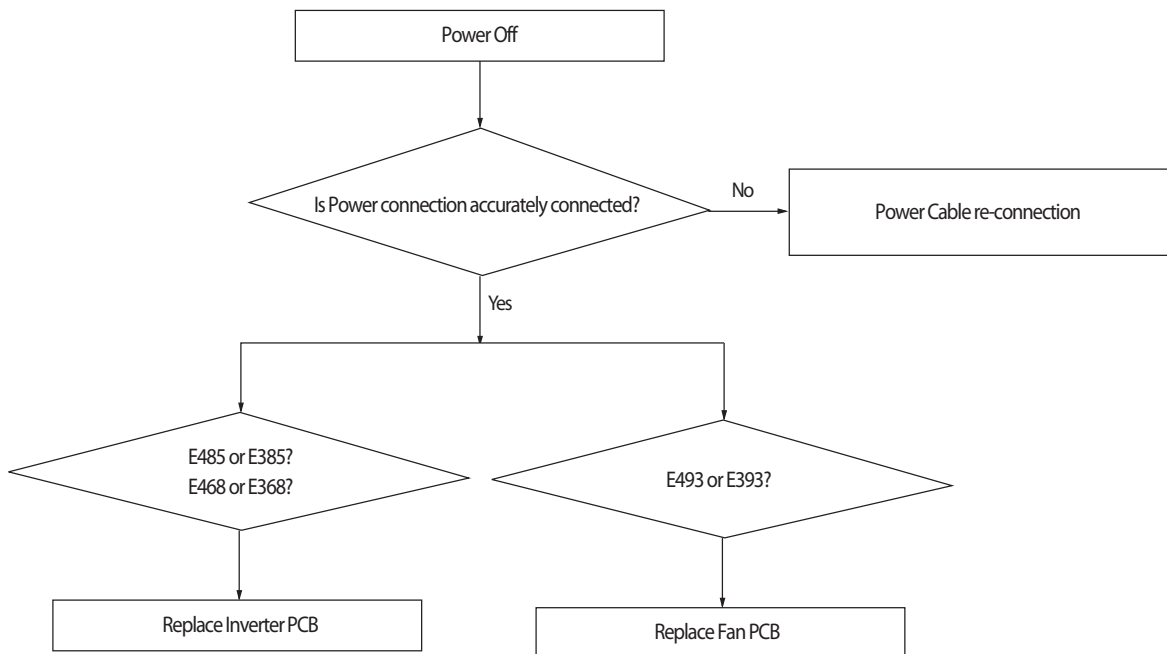 Power Off
Is Power connection accurately connected?
No
Power Cable re-connection
Yes
E485 or E385?
E468 or E368?
E493 or E393?
Replace Inverter PCB
Replace Fan PCB